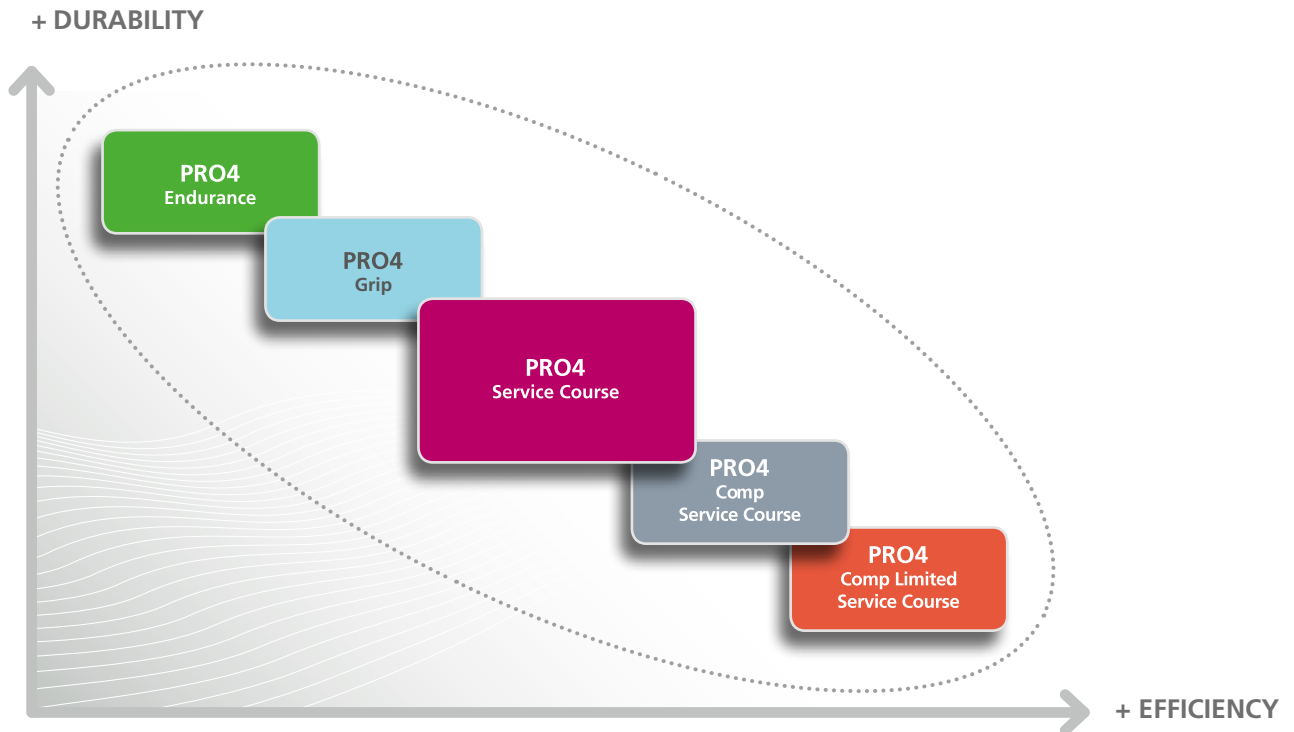 + DURABILITY
PRO4
Endurance
PRO4
Grip
PRO4
Service Course
PRO4
Comp
Service Course
PRO4
Comp Limited
Service Course
+ EFFICIENCY